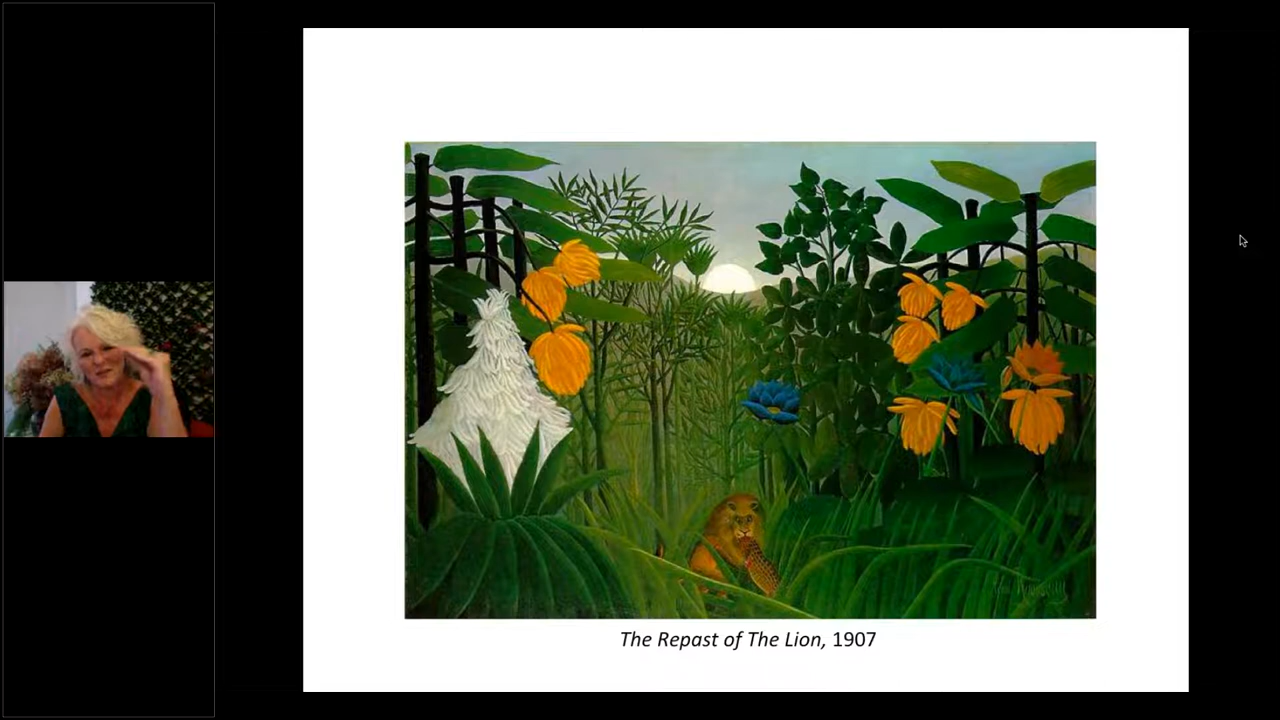 The Repast of The Lion, 1907